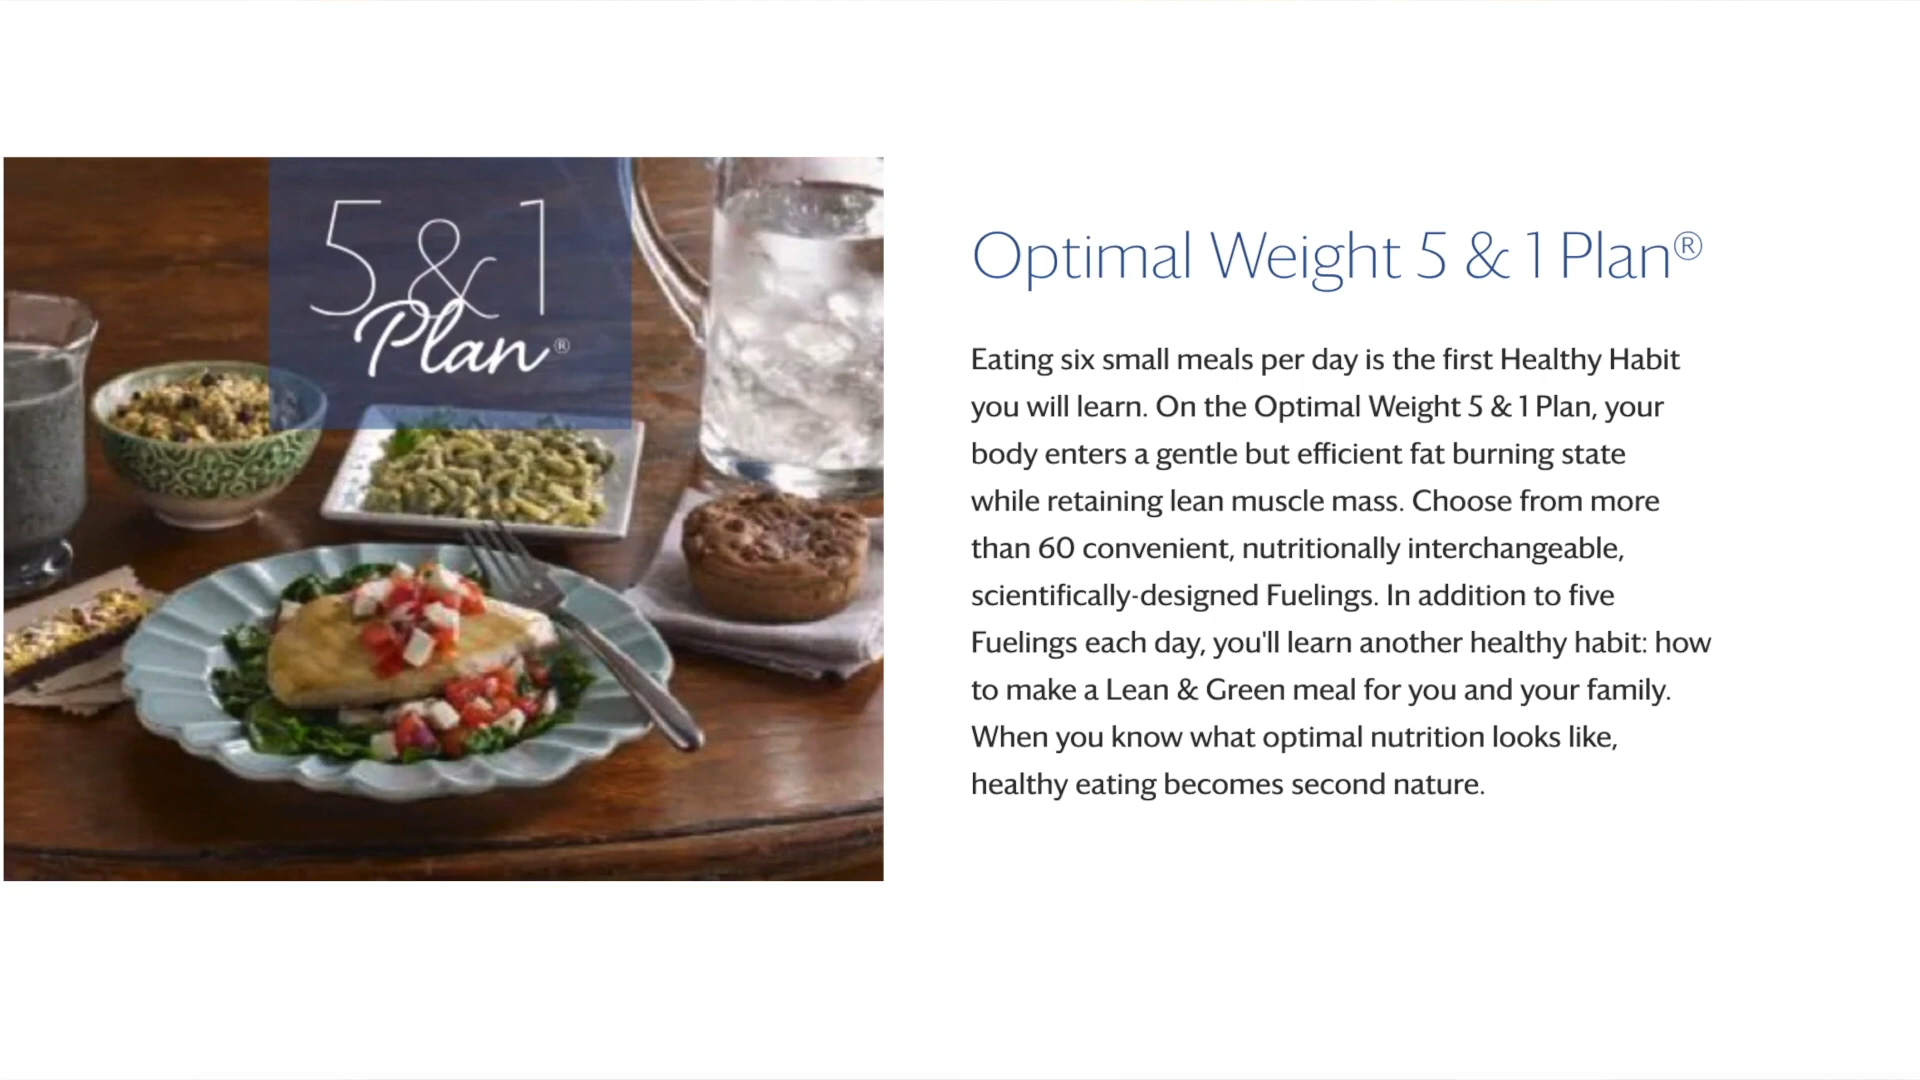 5 & 1
Plan®
Optimal Weight 5 & 1 Plan®
Eating six small meals per day is the first Healthy Habit
you will learn. On the Optimal Weight 5 & 1 Plan, your
body enters a gentle but efficient fat burning state
while retaining lean muscle mass. Choose from more
than 60 convenient, nutritionally interchangeable,
scientifically-designed Fuelings. In addition to five
Fuelings each day, you'll learn another healthy habit: how
to make a Lean & Green meal for you and your family.
When you know what optimal nutrition looks like,
healthy eating becomes second nature.